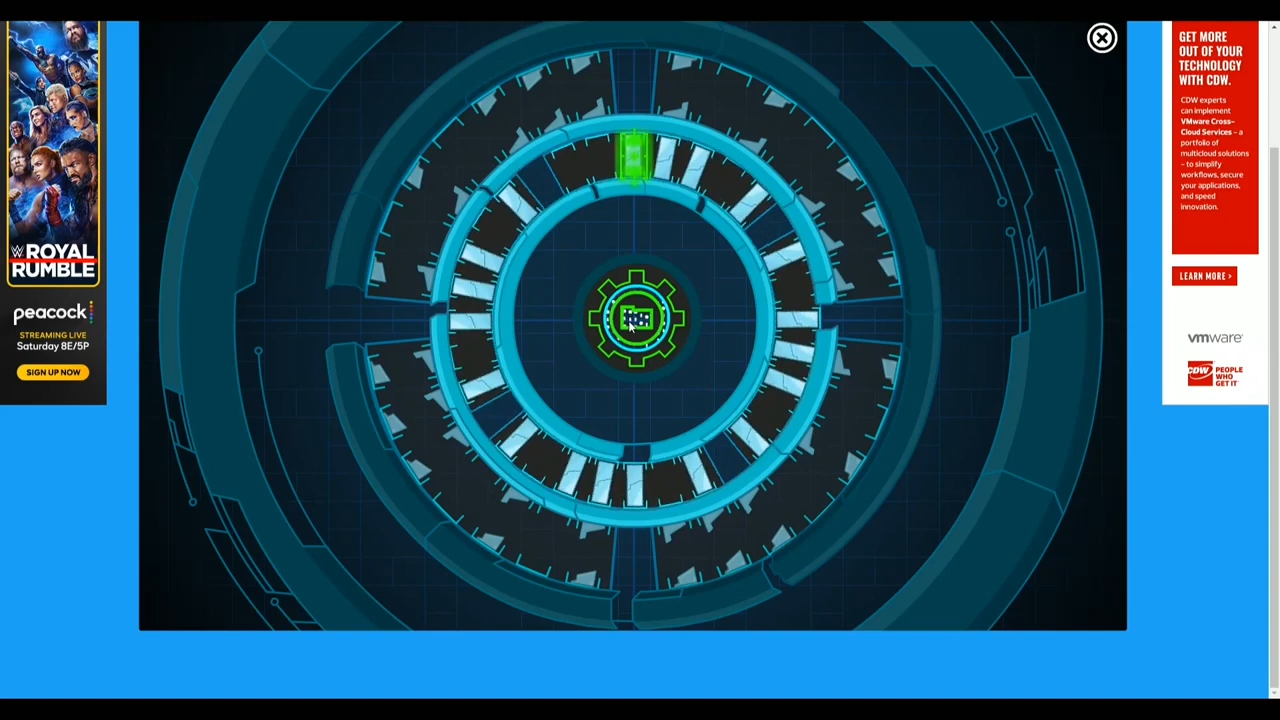 W ROYAL
RUMBLE
peacock
STREAMING LIVE
Saturday 8E/5P
SIGN UP NOW
GET MORE
OUT OF YOUR
TECHNOLOGY
WITH CDW.
CDW experts
can implement
VMware Cross-
Cloud Services – a
portfolio of
multicloud solutions
– to simplify
workflows, secure
your applications,
and speed
innovation.
LEARN MORE >
vmware®
CDW PEOPLE
WHO
GET IT